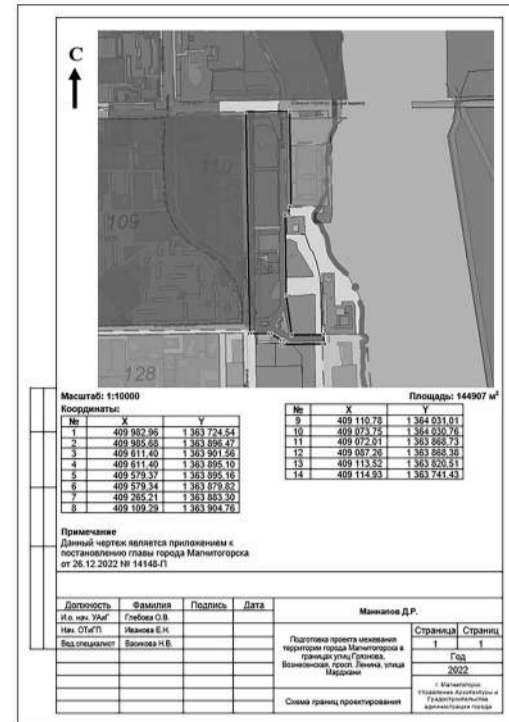 С
110
109
128
Масштаб: 1:10000
Площадь: 144907 м²
Координаты:
№ X Y
1 409 982,96 1 363 724,54
2 409 985,68 1 363 896,47
3 409 611,40 1 363 901,56
4 409 611,40 1 363 895,10
5 409 579,37 1 363 895,16
6 409 579,34 1 363 879,82
7 409 265,21 1 363 883,30
8 409 109,29 1 363 904,76
№ X Y
9 409 110,78 1 364 031,01
10 409 073,75 1 364 030,76
11 409 072,01 1 363 868,73
12 409 087,26 1 363 868,38
13 409 113,52 1 363 820,51
14 409 114,93 1 363 741,43
Примечание
Данный чертеж является приложением к
постановлению главы города Магнитогорска
от 26.12.2022 № 14148-П
Должность Фамилия Подпись Дата
И.о. нач. УАиГ Глебова О.В.
Нач. ОТиГП Иванова Е.Н.
Вед.специалист Васикова Н.В.
Маннапов Д.Р.
Подготовка проекта межевания
территории города Магнитогорска в
границах улиц Грязнова,
Вознесенская, просп. Ленина, улица
Марджани
Страница Страниц
1 1
Год
2022
Схема границ проектирования
г. Магнитогорск
Управление Архитектуры и
Градостроительства
администрации города